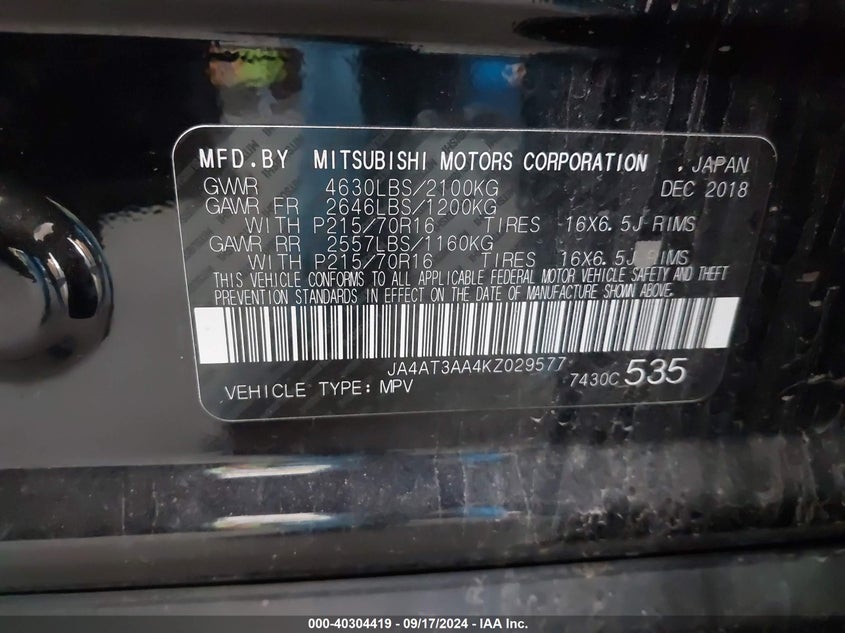 MFD.BY MITSUBISHI MOTORS CORPORATION , JAPAN
GVWR 4630LBS/2100KG DEC 2018
GAWR FR 2646LBS/1200KG
WITH P215/70R16 TIRES 16X6.5J RIMS
GAWR RR 2557LBS/1160KG
WITH P215/70R16 TIRES 16X6.5J RIMS
THIS VEHICLE CONFORMS TO ALL APPLICABLE FEDERAL MOTOR VEHICLE SAFETY AND THEFT
PREVENTION STANDARDS IN EFFECT ON THE DATE OF MANUFACTURE SHOWN ABOVE.
JA4AT3AA4KZ029577
VEHICLE TYPE: MPV 7430C 535
000-40304419 - 09/17/2024 - IAA Inc.